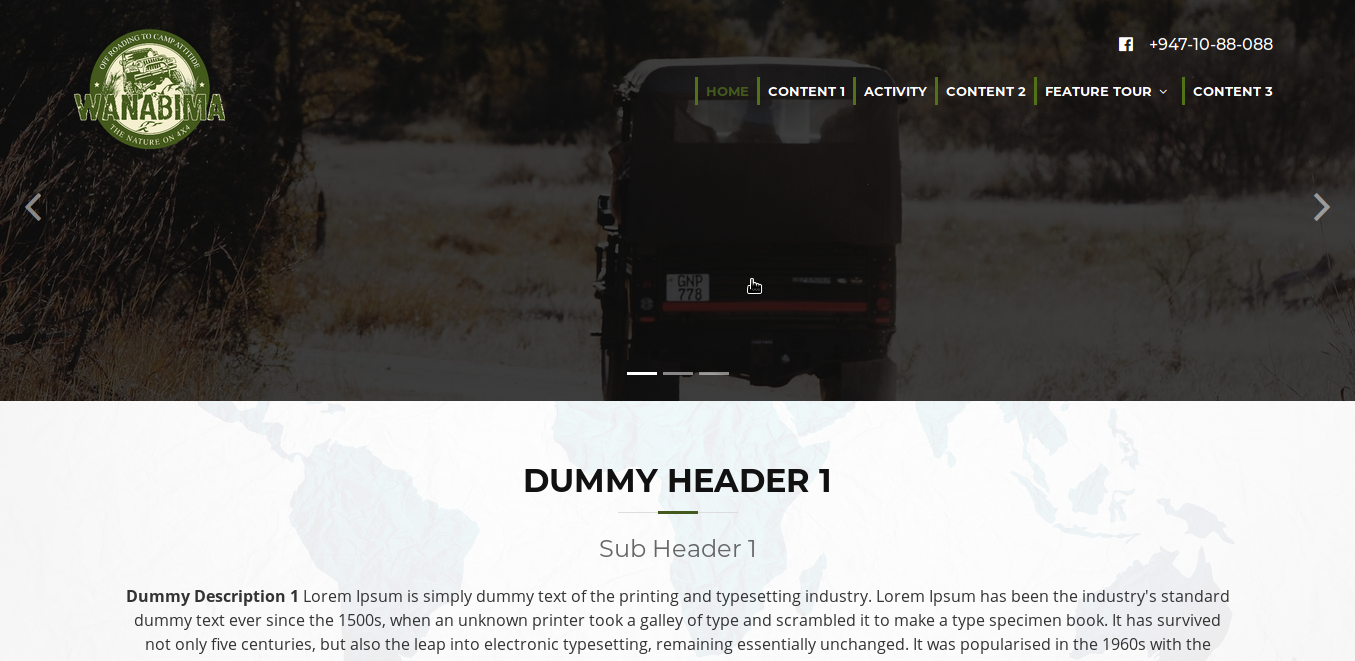 OFF ROADING TO CAMP ATTITUDE
WANABIMA
THE NATURE ON 4X4
+947-10-88-088
HOME CONTENT 1 ACTIVITY CONTENT 2 FEATURE TOUR CONTENT 3
GNP
778
DUMMY HEADER 1
Sub Header 1
Dummy Description 1 Lorem Ipsum is simply dummy text of the printing and typesetting industry. Lorem Ipsum has been the industry's standard
dummy text ever since the 1500s, when an unknown printer took a galley of type and scrambled it to make a type specimen book. It has survived
not only five centuries, but also the leap into electronic typesetting, remaining essentially unchanged. It was popularised in the 1960s with the